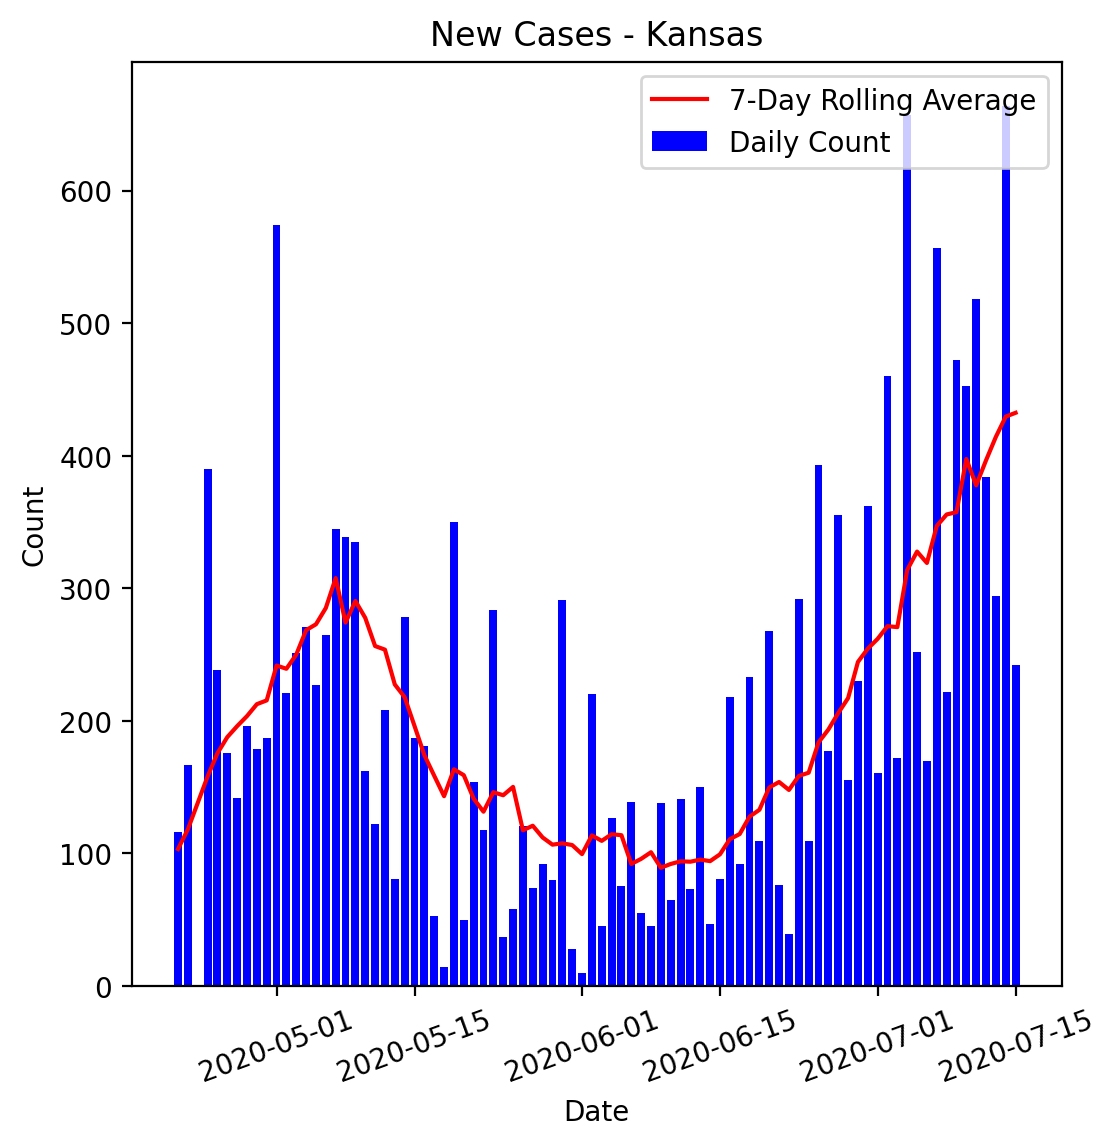 New Cases - Kansas
7-Day Rolling Average
Daily Count
Count
600
500
400
300
200
100
0
2020-05-01
2020-05-15
2020-06-01
2020-06-15
2020-07-01
2020-07-15
Date